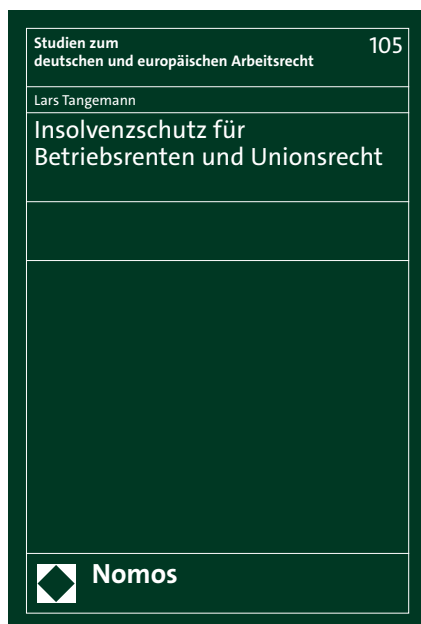 Studien zum
deutschen und europäischen Arbeitsrecht
105
Lars Tangemann
Insolvenzschutz für
Betriebsrenten und Unionsrecht
Nomos